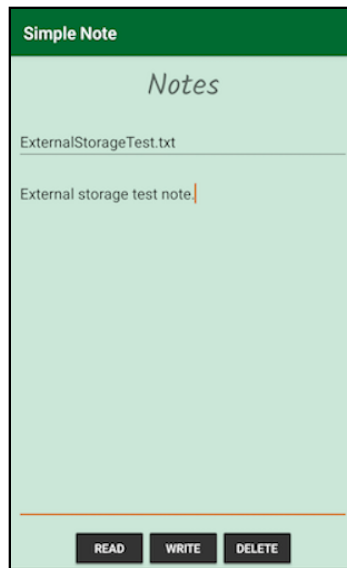 Simple Note
Notes
ExternalStorageTest.txt
External storage test note.
READ WRITE DELETE